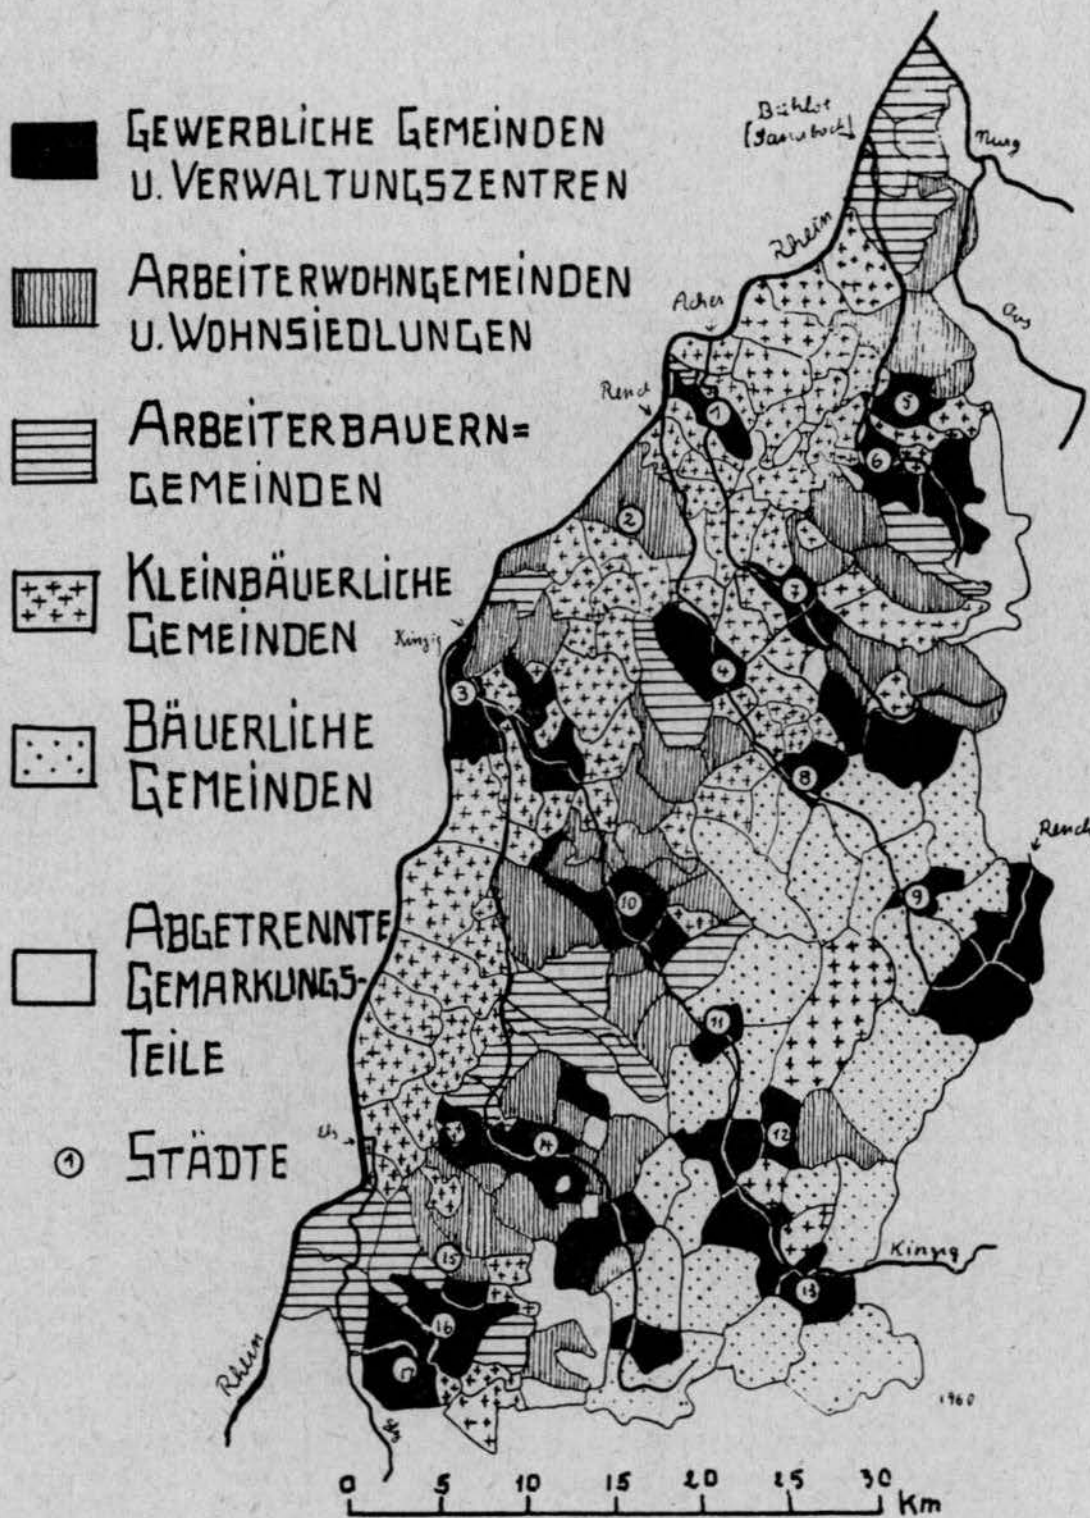 GEWERBLICHE GEMEINDEN
U. VERWALTUNGSZENTREN
ARBEITERWOHNGEMEINDEN
U. WOHNSIEDLUNGEN
ARBEITERBAUERN=
GEMEINDEN
KLEINBÄUERLICHE
GEMEINDEN
BÄUERLICHE
GEMEINDEN
ABGETRENNTE
GEMARKUNGS-
TEILE
① STÄDTE
Murg
Rhein
Oos
Acher
Rench
1
5
6
2
7
Kinzig
4
3
8
Rench
9
10
11
12
14
Kinzig
15
13
16
Rhein
1960
0 5 10 15 20 25 30
Km